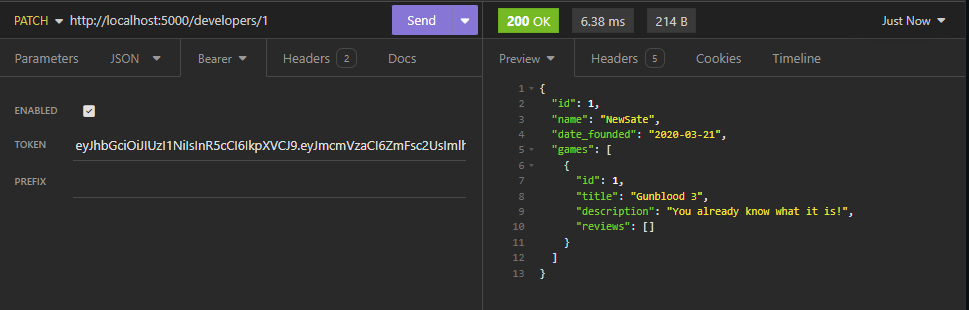 PATCH http://localhost:5000/developers/1 Send
Parameters JSON Bearer Headers 2 Docs
ENABLED
TOKEN eyJhbGciOiJIUzI1NiIsInR5cCI6IkpXVCJ9.eyJmcmVzaCI6ZmFsc2UsImlh
PREFIX
200 OK 6.38 ms 214 B Just Now
Preview Headers 5 Cookies Timeline
1 {
2 "id": 1,
3 "name": "NewSate",
4 "date_founded": "2020-03-21",
5 "games": [
6 {
7 "id": 1,
8 "title": "Gunblood 3",
9 "description": "You already know what it is!",
10 "reviews": []
11 }
12 ]
13 }